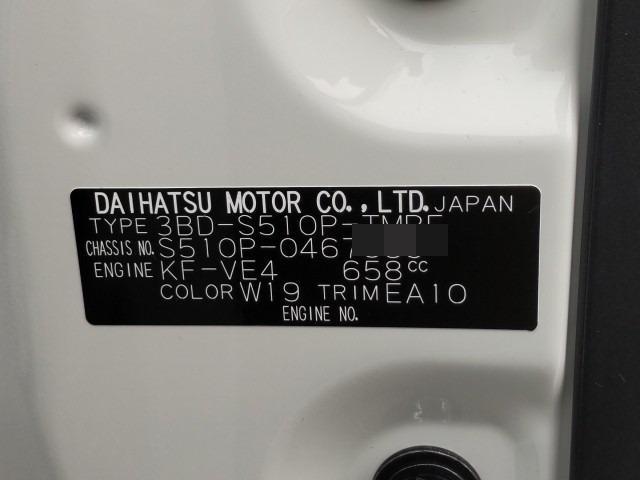 DAIHATSU MOTOR CO.,LTD. JAPAN
TYPE 3BD-S510P-
CHASSIS NO. S510P-0467
ENGINE KF-VE4 658cc
COLOR W19 TRIM EA10
ENGINE NO.